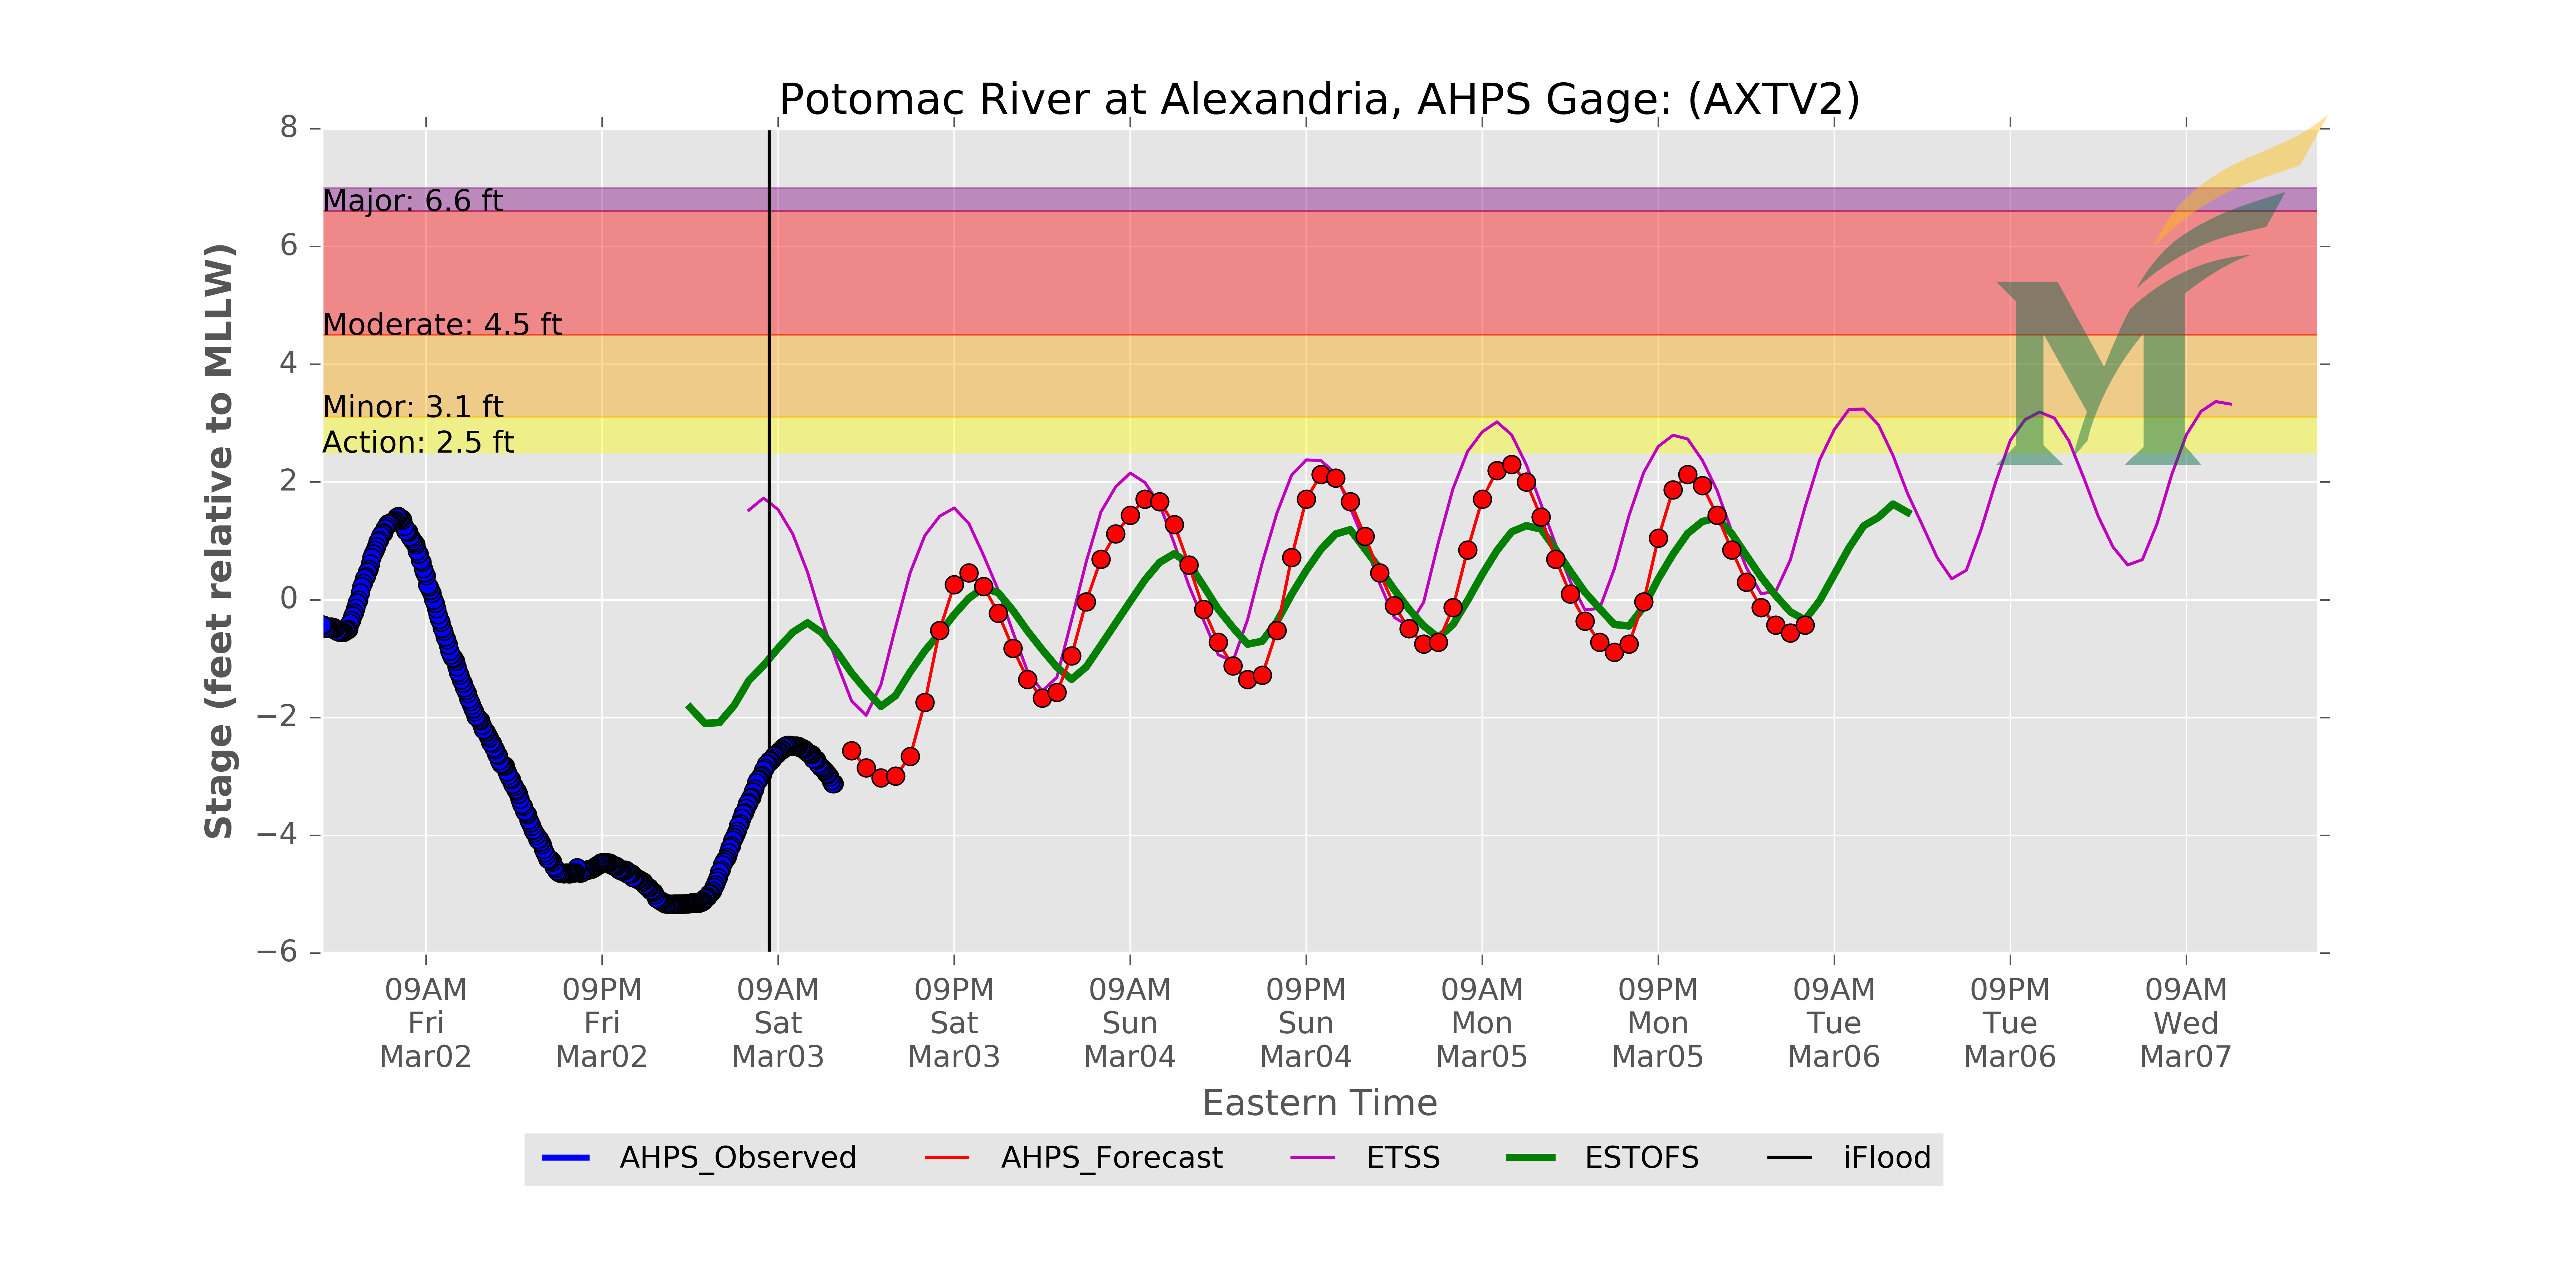 Potomac River at Alexandria, AHPS Gage: (AXTV2)
8
6
4
2
0
−2
−4
−6
Stage (feet relative to MLLW)
Major: 6.6 ft
Moderate: 4.5 ft
Minor: 3.1 ft
Action: 2.5 ft
M
09AM Fri Mar02
09PM Fri Mar02
09AM Sat Mar03
09PM Sat Mar03
09AM Sun Mar04
09PM Sun Mar04
09AM Mon Mar05
09PM Mon Mar05
09AM Tue Mar06
09PM Tue Mar06
09AM Wed Mar07
Eastern Time
AHPS_Observed AHPS_Forecast ETSS ESTOFS iFlood